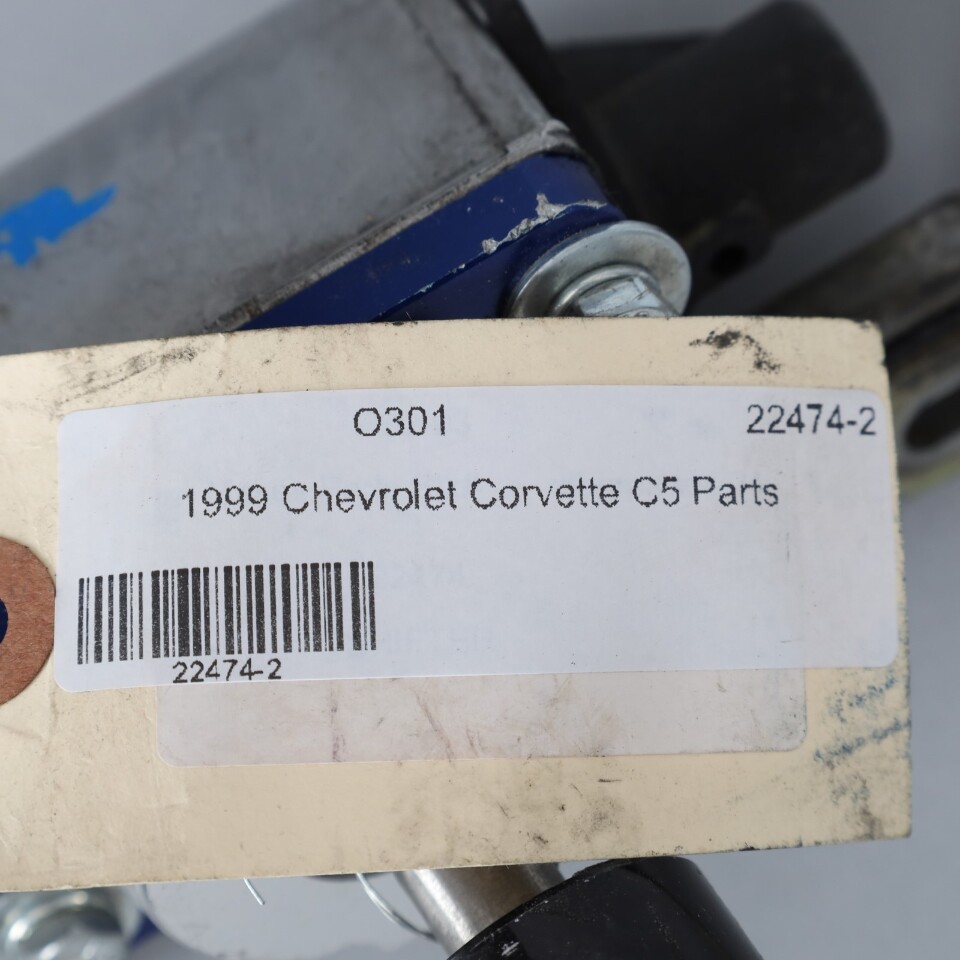 O301 22474-2
1999 Chevrolet Corvette C5 Parts
22474-2